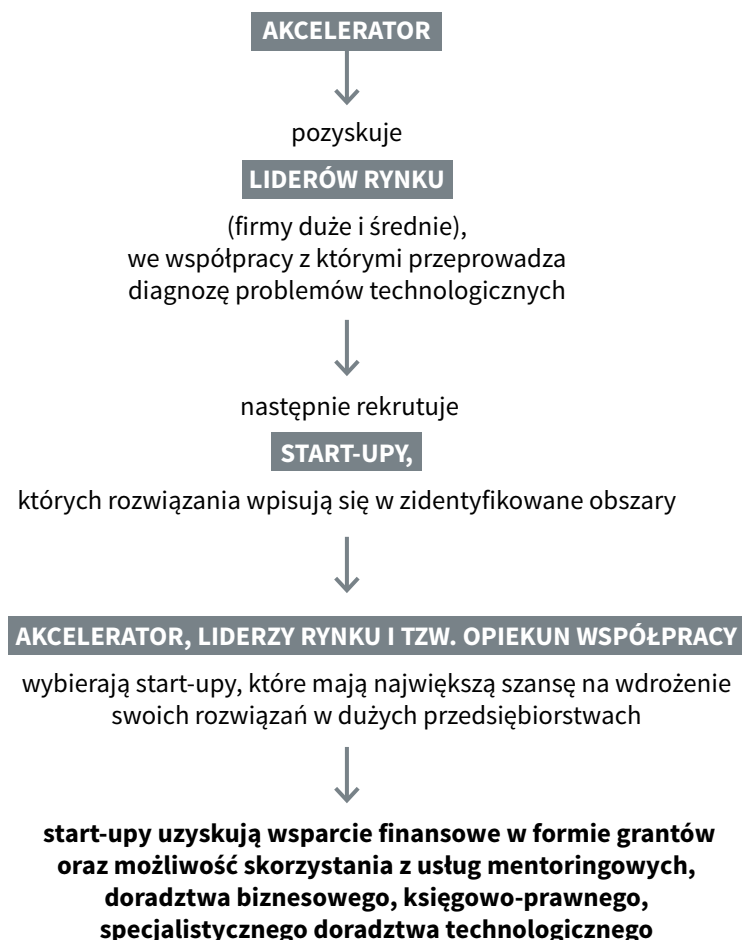 AKCELERATOR
pozyskuje
LIDERÓW RYNKU
(firmy duże i średnie),
we współpracy z którymi przeprowadza
diagnozę problemów technologicznych
następnie rekrutuje
START-UPY,
których rozwiązania wpisują się w zidentyfikowane obszary
AKCELERATOR, LIDERZY RYNKU I TZW. OPIEKUN WSPÓŁPRACY
wybierają start-upy, które mają największą szansę na wdrożenie
swoich rozwiązań w dużych przedsiębiorstwach
start-upy uzyskują wsparcie finansowe w formie grantów
oraz możliwość skorzystania z usług mentoringowych,
doradztwa biznesowego, księgowo-prawnego,
specjalistycznego doradztwa technologicznego